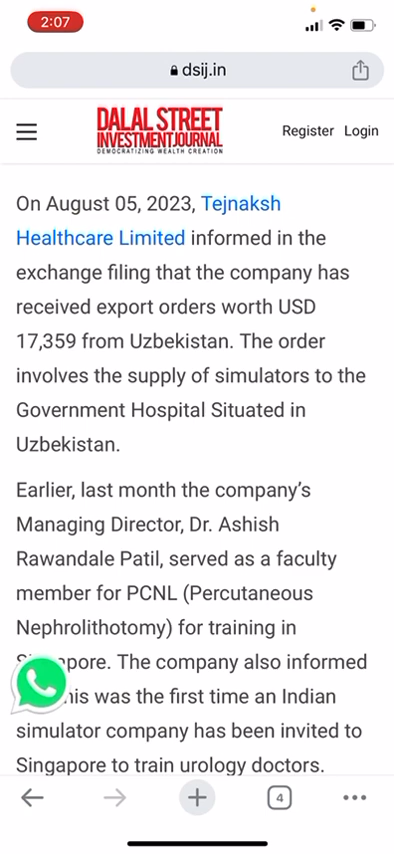 2:07
dsij.in
DALAL STREET
INVESTMENT JOURNAL
DEMOCRATIZING WEALTH CREATION
Register Login
On August 05, 2023, Tejnaksh
Healthcare Limited informed in the
exchange filing that the company has
received export orders worth USD
17,359 from Uzbekistan. The order
involves the supply of simulators to the
Government Hospital Situated in
Uzbekistan.
Earlier, last month the company's
Managing Director, Dr. Ashish
Rawandale Patil, served as a faculty
member for PCNL (Percutaneous
Nephrolithotomy) for training in
pore. The company also informed
his was the first time an Indian
simulator company has been invited to
Singapore to train urology doctors.
4